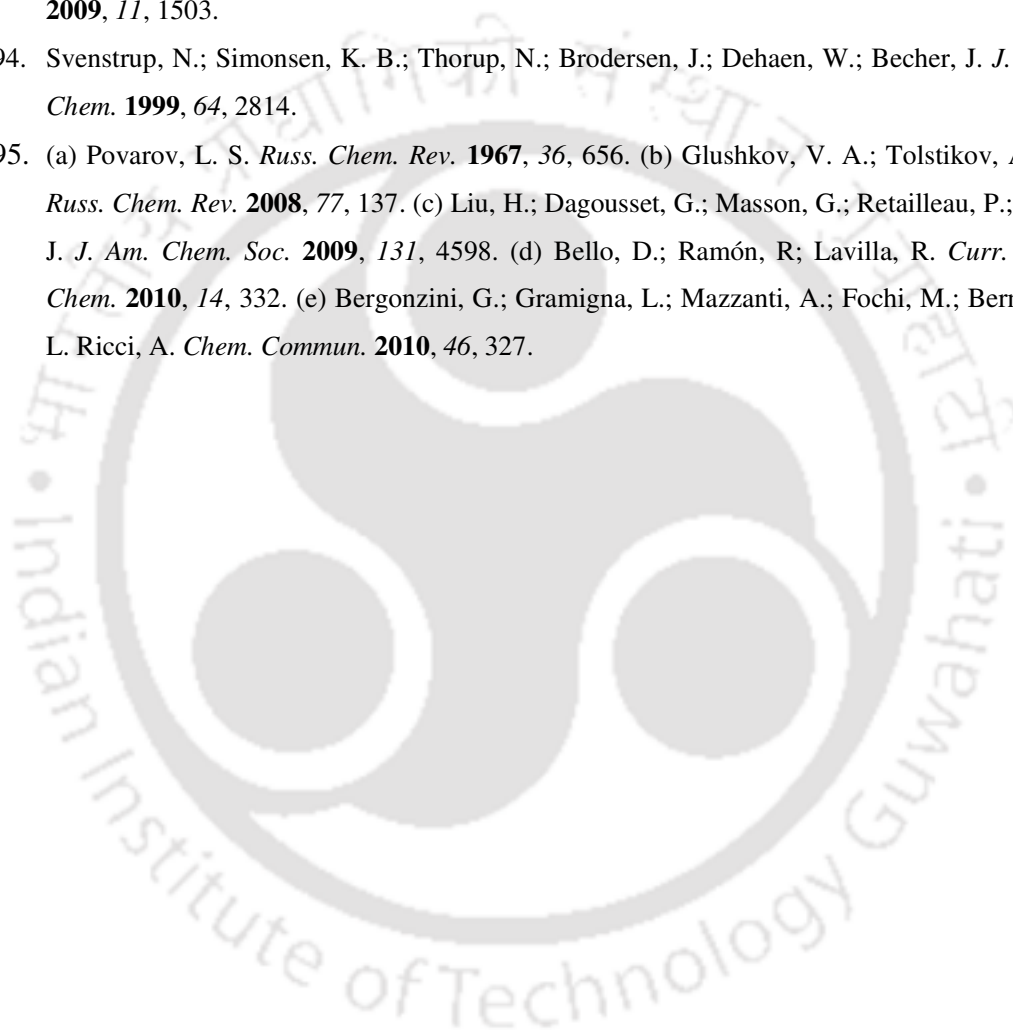 2009, 11, 1503.
94. Svenstrup, N.; Simonsen, K. B.; Thorup, N.; Brodersen, J.; Dehaen, W.; Becher, J. J.
Chem. 1999, 64, 2814.
95. (a) Povarov, L. S. Russ. Chem. Rev. 1967, 36, 656. (b) Glushkov, V. A.; Tolstikov, A
Russ. Chem. Rev. 2008, 77, 137. (c) Liu, H.; Dagousset, G.; Masson, G.; Retailleau, P.;
J. J. Am. Chem. Soc. 2009, 131, 4598. (d) Bello, D.; Ramón, R; Lavilla, R. Curr.
Chem. 2010, 14, 332. (e) Bergonzini, G.; Gramigna, L.; Mazzanti, A.; Fochi, M.; Bern
L. Ricci, A. Chem. Commun. 2010, 46, 327.
Indian Institute of Technology Guwahati